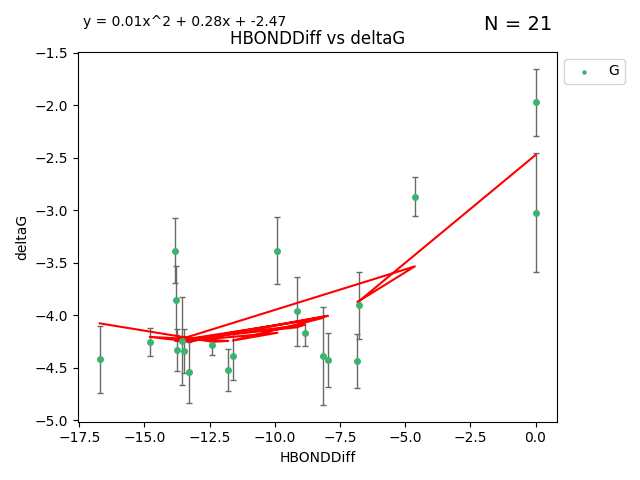 y = 0.01x^2 + 0.28x + -2.47
N = 21
HBONDDiff vs deltaG
G
deltaG
−1.5
−2.0
−2.5
−3.0
−3.5
−4.0
−4.5
−5.0
−17.5 −15.0 −12.5 −10.0 −7.5 −5.0 −2.5 0.0
HBONDDiff